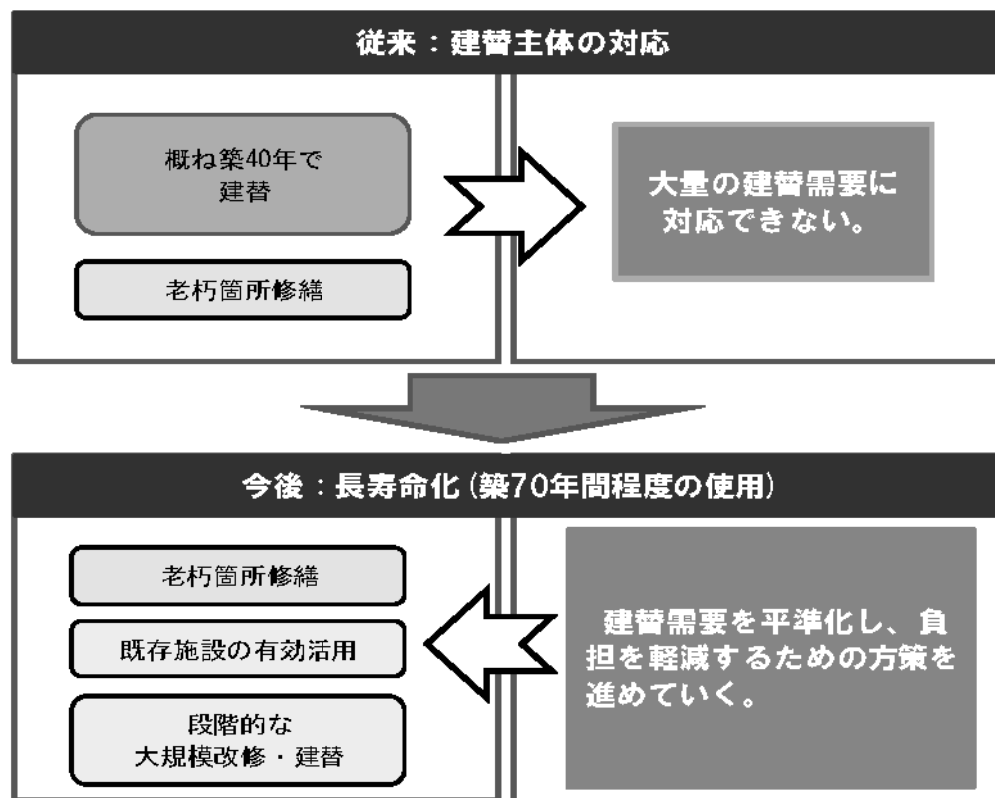 従来：建替主体の対応
概ね築40年で
建替
老朽箇所修繕
大量の建替需要に
対応できない。
今後：長寿命化(築70年間程度の使用)
老朽箇所修繕
既存施設の有効活用
段階的な
大規模改修・建替
建替需要を平準化し、負
担を軽減するための方策を
進めていく。